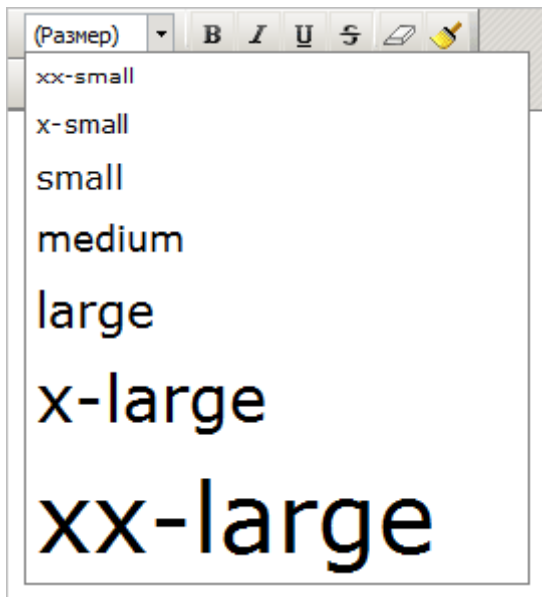 (Размер) B I U S
xx-small
x-small
small
medium
large
x-large
xx-large